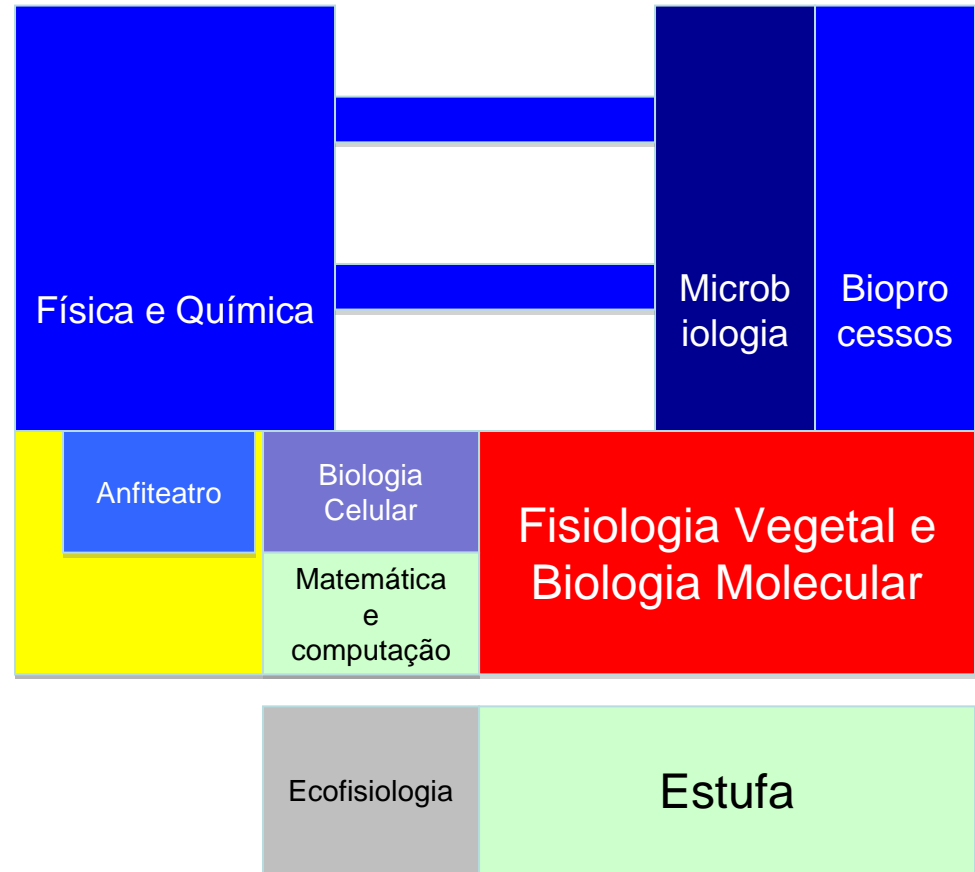 Física e Química
Microb
iologia
Biopro
cessos
Anfiteatro
Biologia
Celular
Matemática
e
computação
Fisiologia Vegetal e
Biologia Molecular
Ecofisiologia
Estufa